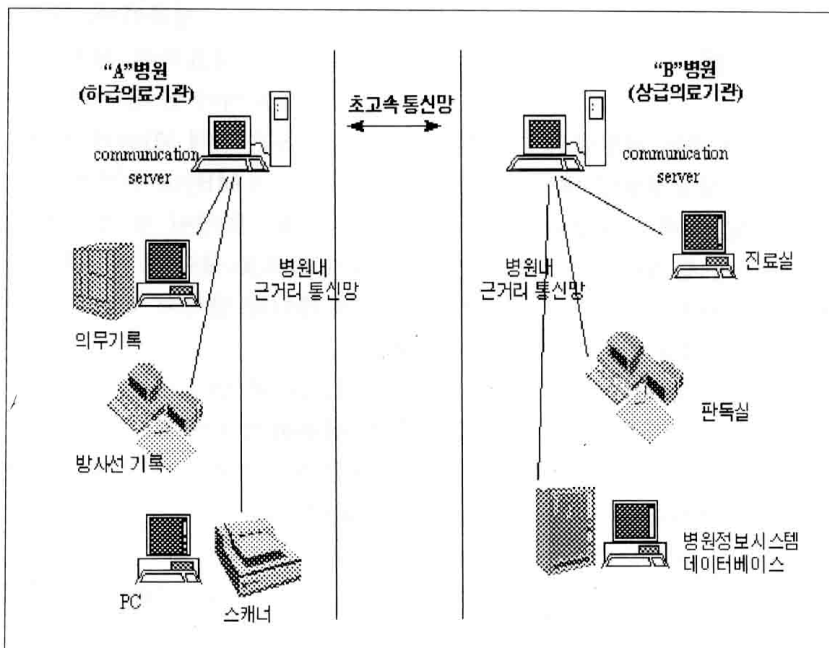 “A”병원
(하급의료기관)
communication
server
의무기록
병원내
근거리 통신망
방사선 기록
PC
스캐너
초고속 통신망
“B”병원
(상급의료기관)
communication
server
진료실
병원내
근거리 통신망
판독실
병원정보시스템
데이터베이스